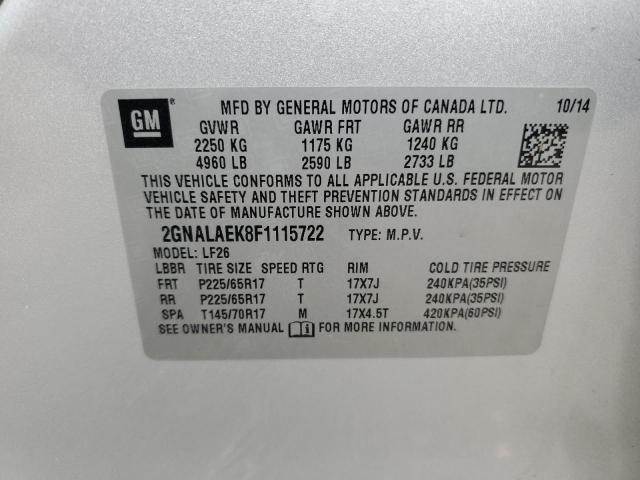 GM ® MFD BY GENERAL MOTORS OF CANADA LTD. 10/14
GVWR GAWR FRT GAWR RR
2250 KG 1175 KG 1240 KG
4960 LB 2590 LB 2733 LB
THIS VEHICLE CONFORMS TO ALL APPLICABLE U.S. FEDERAL MOTOR
VEHICLE SAFETY AND THEFT PREVENTION STANDARDS IN EFFECT ON
THE DATE OF MANUFACTURE SHOWN ABOVE.
2GNALAEK8F1115722 TYPE: M.P.V.
MODEL: LF26
LBBR TIRE SIZE SPEED RTG RIM COLD TIRE PRESSURE
FRT P225/65R17 T 17X7J 240KPA(35PSI)
RR P225/65R17 T 17X7J 240KPA(35PSI)
SPA T145/70R17 M 17X4.5T 420KPA(60PSI)
SEE OWNER'S MANUAL FOR MORE INFORMATION.